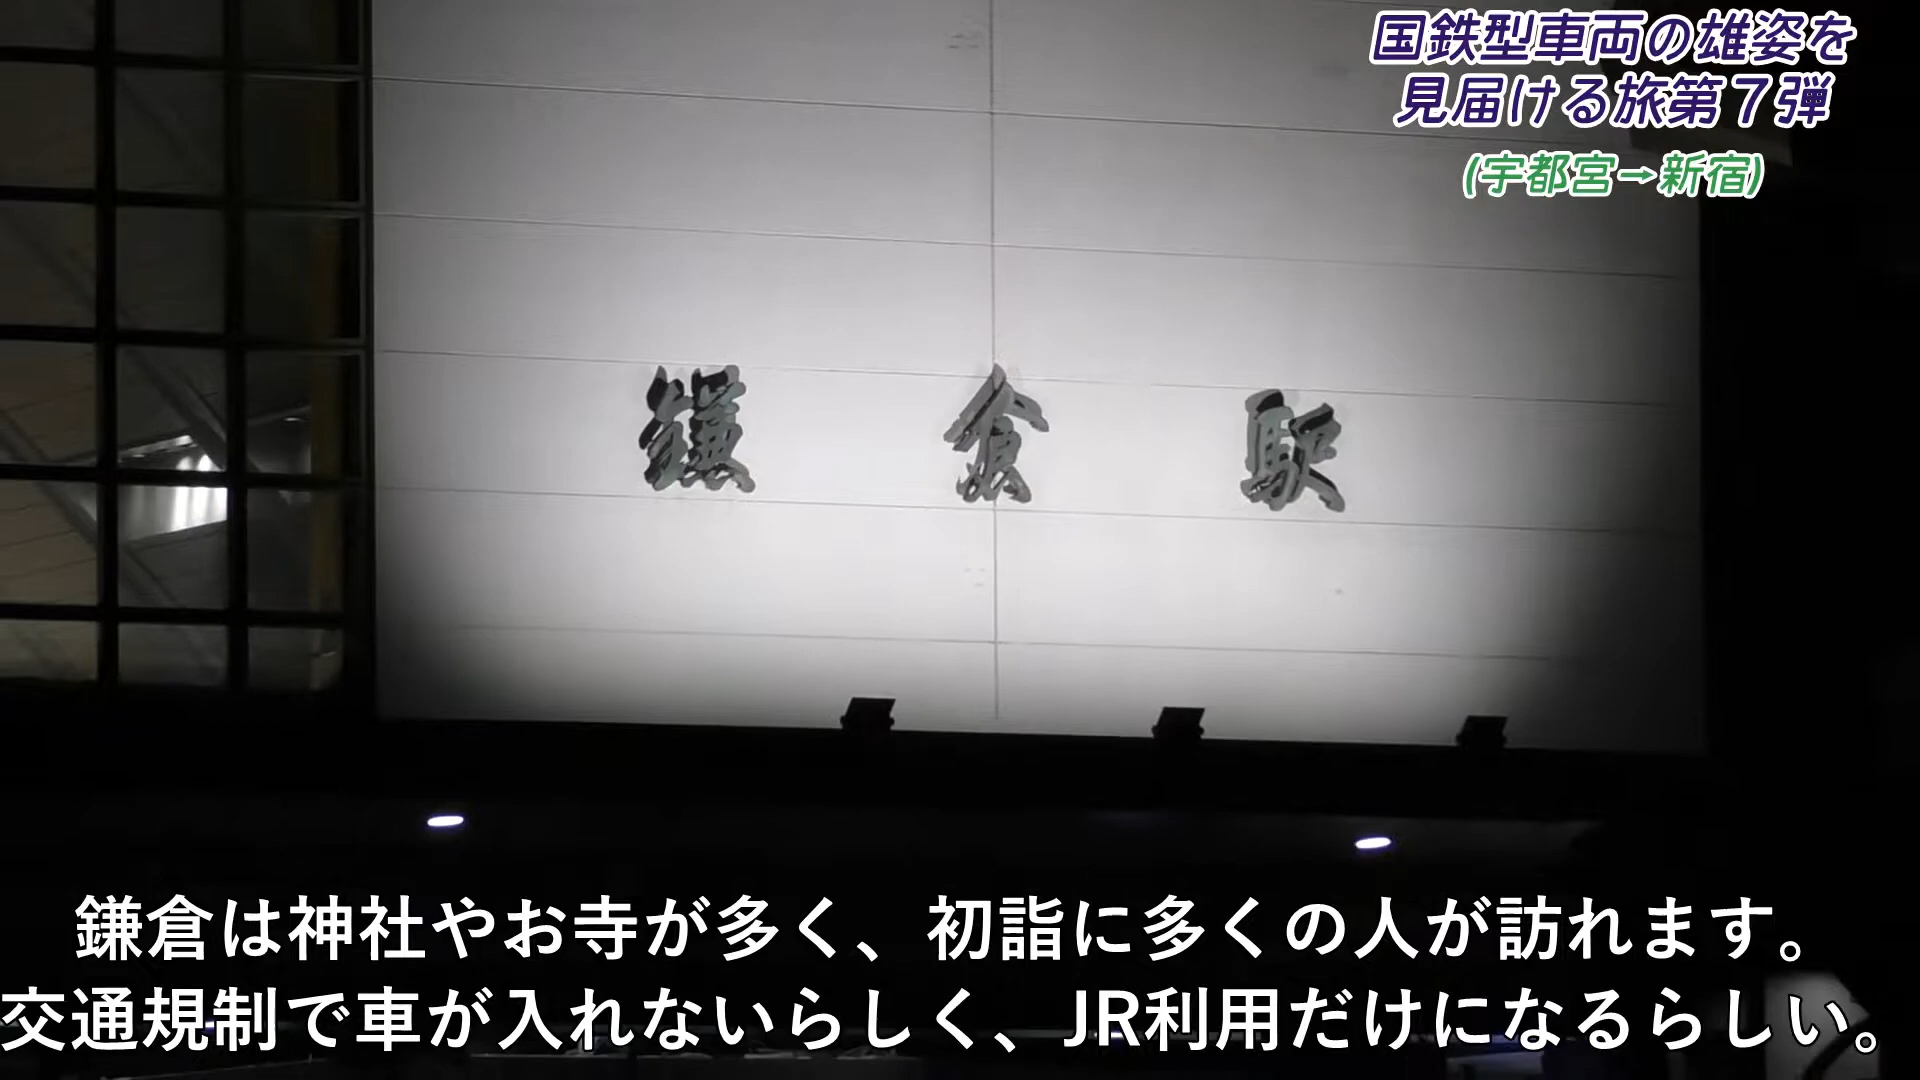 国鉄型車両の雄姿を
見届ける旅第７弾
(宇都宮→新宿)
鎌倉駅
鎌倉は神社やお寺が多く、初詣に多くの人が訪れます。
交通規制で車が入れないらしく、JR利用だけになるらしい。